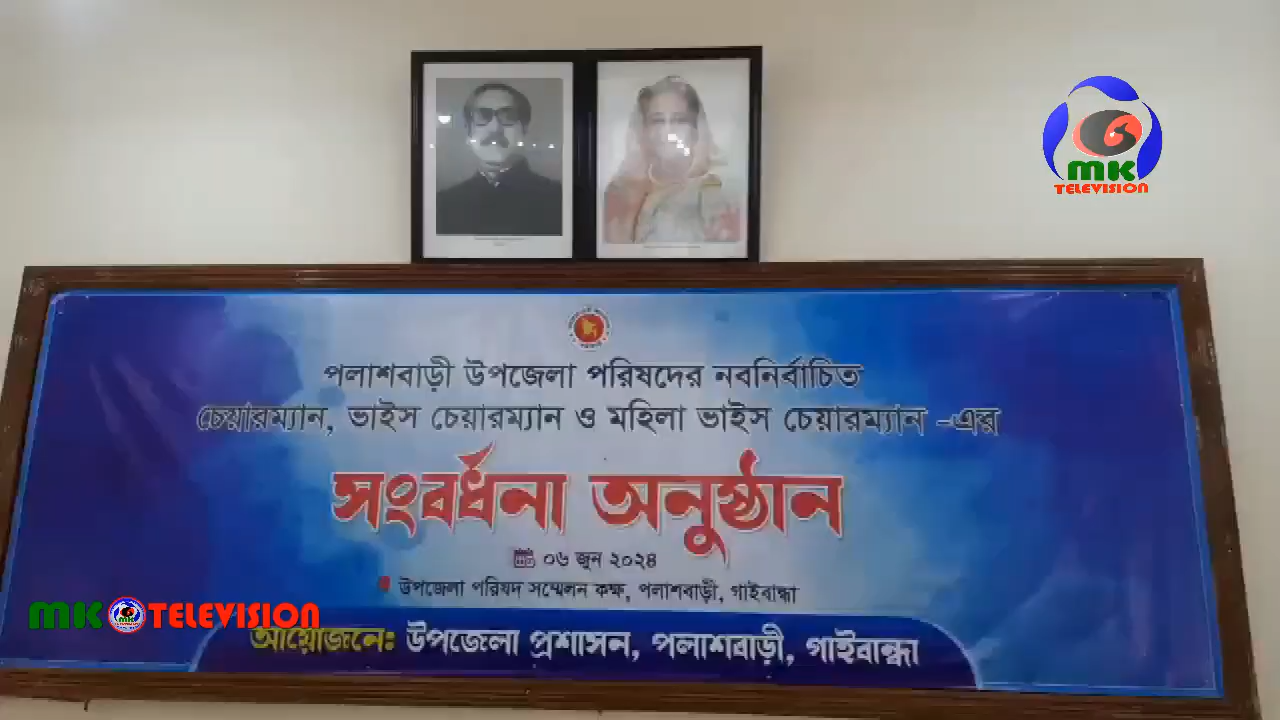 MK
TELEVISION
পলাশবাড়ী উপজেলা পরিষদের নবনির্বাচিত
চেয়ারম্যান, ভাইস চেয়ারম্যান ও মহিলা ভাইস চেয়ারম্যান -এর
সংবর্ধনা অনুষ্ঠান
০৬ জুন ২০২৪
উপজেলা পরিষদ সম্মেলন কক্ষ, পলাশবাড়ী, গাইবান্ধা
MK TELEVISION
আয়োজনেঃ উপজেলা প্রশাসন, পলাশবাড়ী, গাইবান্ধা